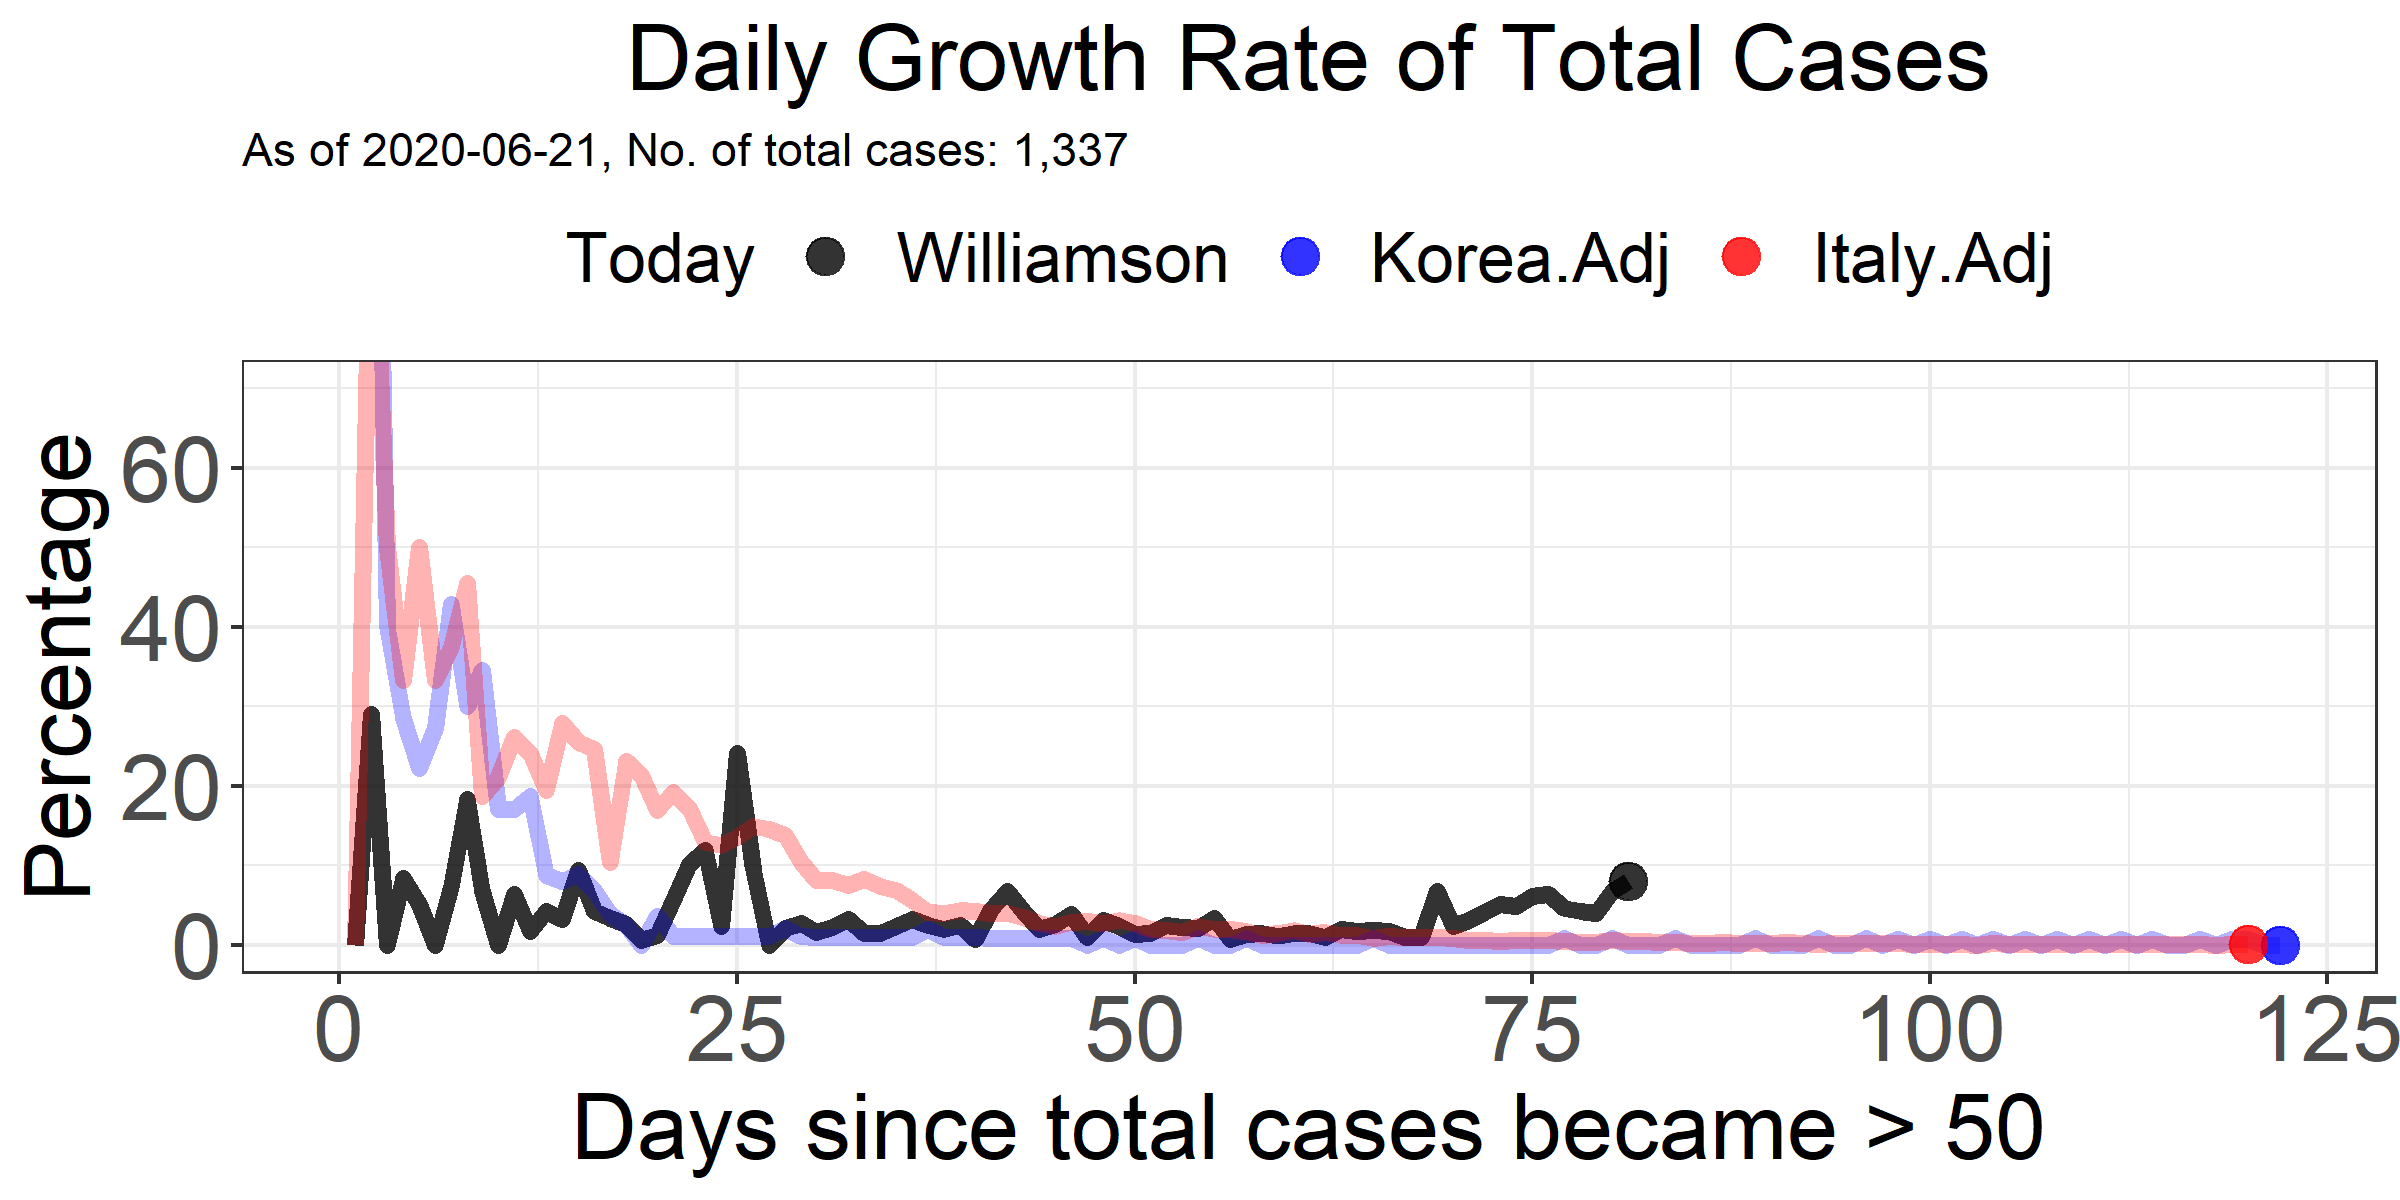 Daily Growth Rate of Total Cases
As of 2020-06-21, No. of total cases: 1,337
Today Williamson Korea.Adj Italy.Adj
Percentage
60
40
20
0
0 25 50 75 100 125
Days since total cases became > 50